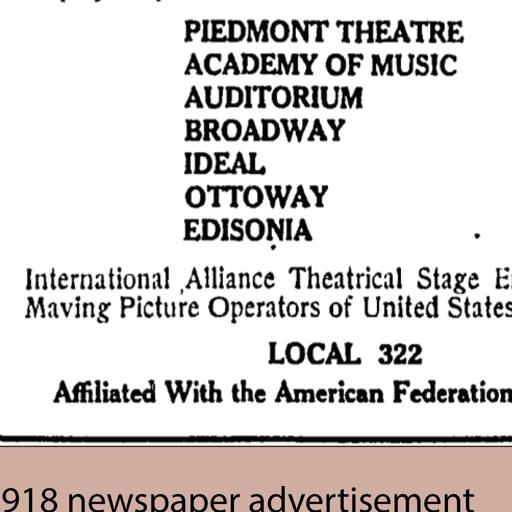 PIEDMONT THEATRE
ACADEMY OF MUSIC
AUDITORIUM
BROADWAY
IDEAL
OTTOWAY
EDISONIA
International Alliance Theatrical Stage E
Maving Picture Operators of United States
LOCAL 322
Affiliated With the American Federation
918 newspaper advertisement